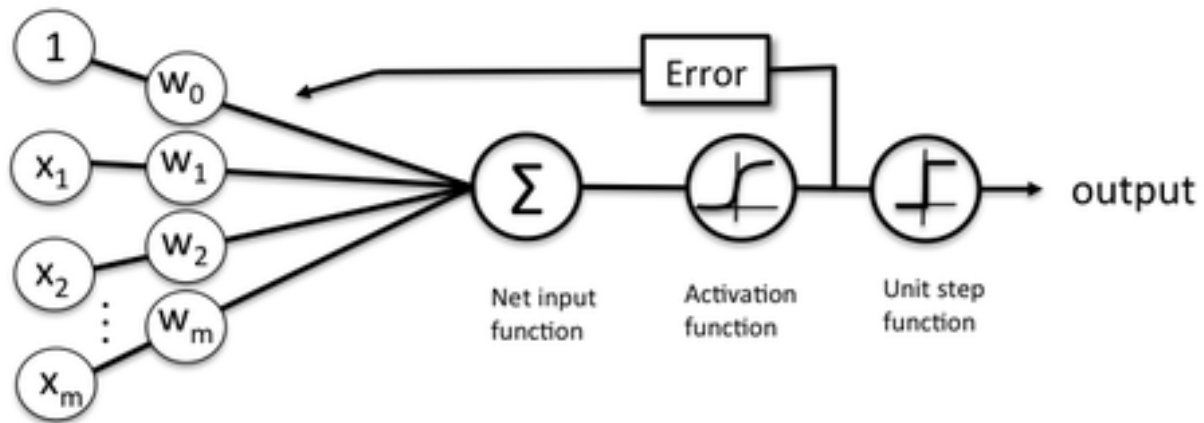 1
w₀
Error
x₁
w₁
Σ
output
x₂
w₂
⋮
wₘ
xₘ
Net input
function
Activation
function
Unit step
function